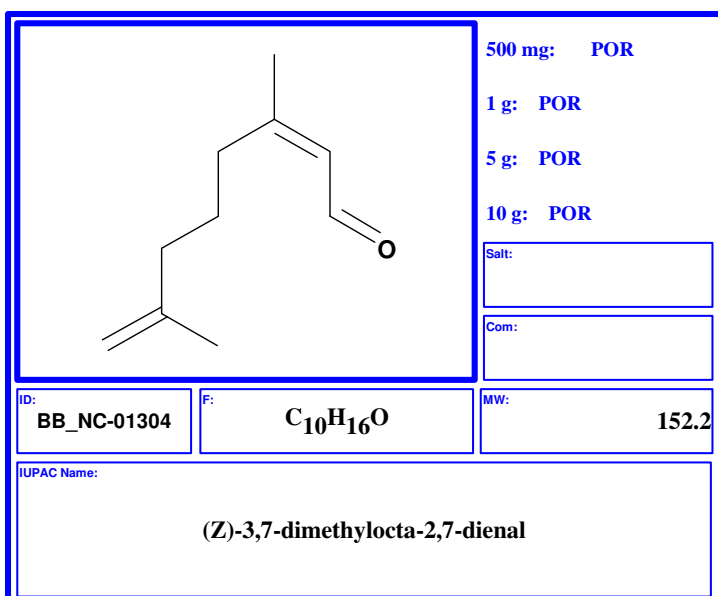 500 mg: POR
1 g: POR
5 g: POR
10 g: POR
O
Salt:
Com:
ID:
BB_NC-01304
F:
C10H16O
MW:
152.2
IUPAC Name:
(Z)-3,7-dimethylocta-2,7-dienal